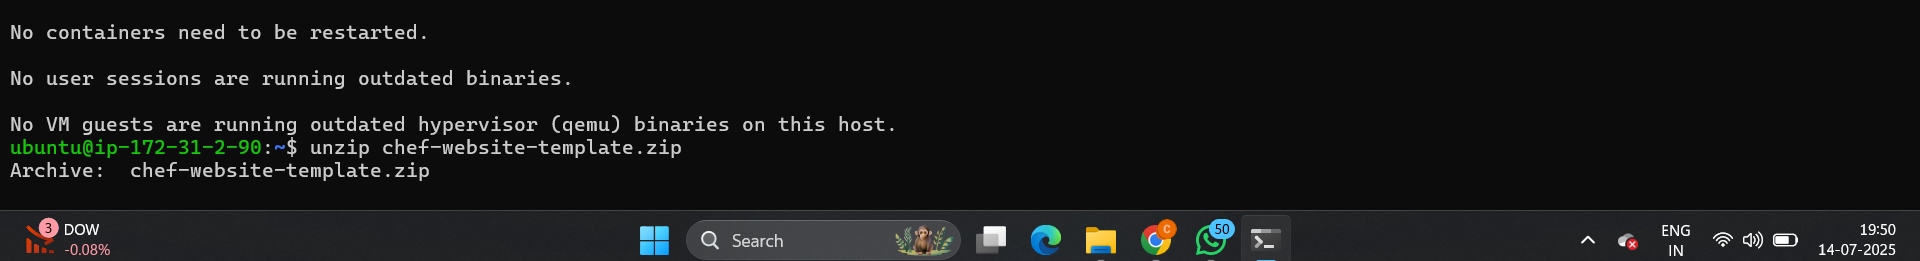 No containers need to be restarted.
No user sessions are running outdated binaries.
No VM guests are running outdated hypervisor (qemu) binaries on this host.
ubuntu@ip-172-31-2-90:~$ unzip chef-website-template.zip
Archive:  chef-website-template.zip
3
DOW
-0.08%
Search
C
50
ENG
IN
19:50
14-07-2025